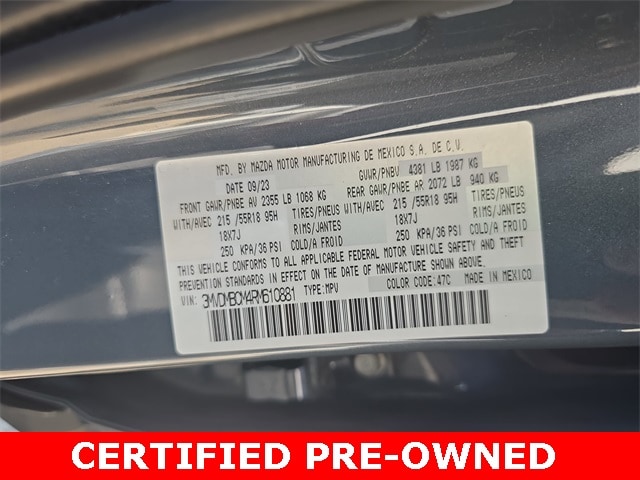 MFD. BY MAZDA MOTOR MANUFACTURING DE MEXICO S.A. DE C.V.
DATE 09/23 GVWR/PNBV 4381 LB 1987 KG
FRONT GAWR/PNBE AV 2355 LB 1068 KG REAR GAWR/PNBE AR 2072 LB 940 KG
WITH/AVEC 215/55R18 95H TIRES/PNEUS WITH/AVEC 215/55R18 95H TIRES/PNEUS
18X7J RIMS/JANTES 18X7J RIMS/JANTES
250 KPA/36 PSI COLD/A FROID 250 KPA/36 PSI COLD/A FROID
THIS VEHICLE CONFORMS TO ALL APPLICABLE FEDERAL MOTOR VEHICLE SAFETY AND THEFT
PREVENTION STANDARDS IN EFFECT ON THE DATE OF MANUFACTURE SHOWN ABOVE.
VIN: 3MVDMBCM4RM610881 TYPE:MPV COLOR CODE:47C MADE IN MEXICO
CERTIFIED PRE-OWNED